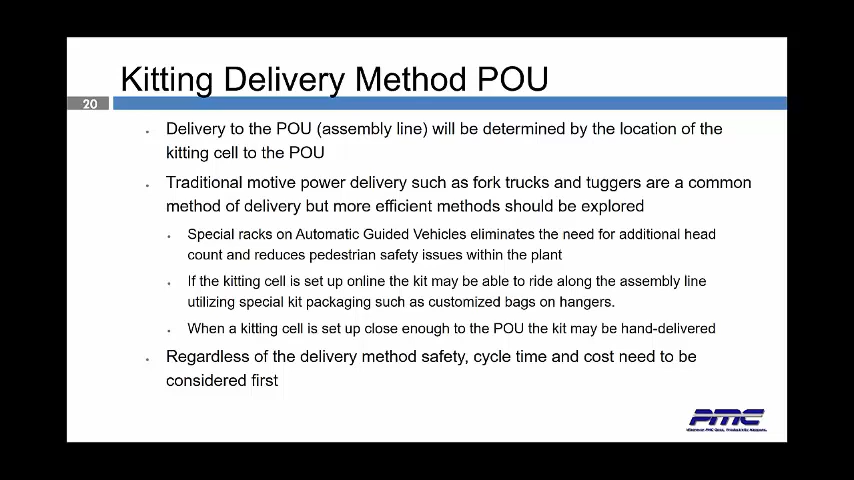 Kitting Delivery Method POU
20
Delivery to the POU (assembly line) will be determined by the location of the
kitting cell to the POU
Traditional motive power delivery such as fork trucks and tuggers are a common
method of delivery but more efficient methods should be explored
Special racks on Automatic Guided Vehicles eliminates the need for additional head
count and reduces pedestrian safety issues within the plant
If the kitting cell is set up online the kit may be able to ride along the assembly line
utilizing special kit packaging such as customized bags on hangers.
When a kitting cell is set up close enough to the POU the kit may be hand-delivered
Regardless of the delivery method safety, cycle time and cost need to be
considered first
PMC